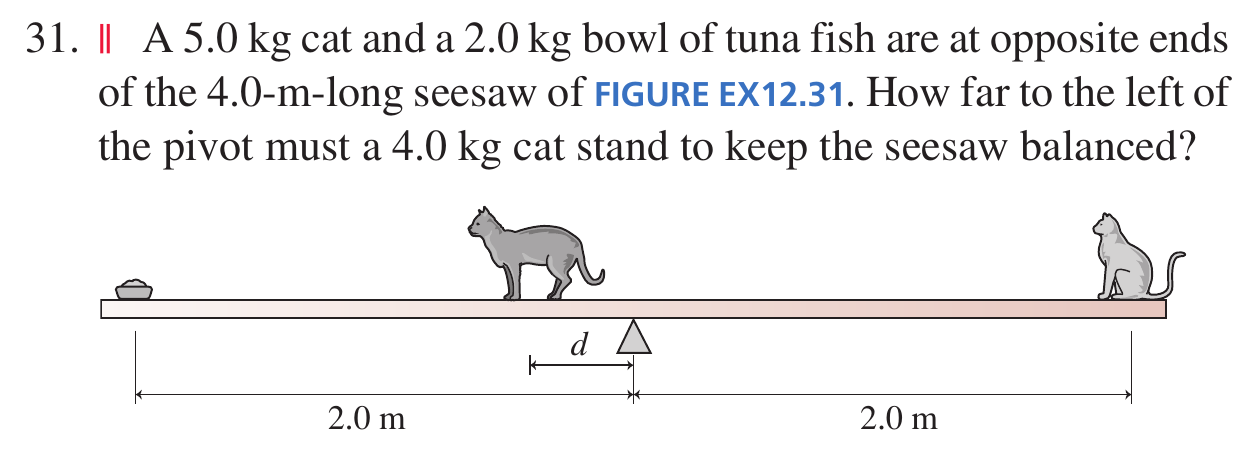 31. || A 5.0 kg cat and a 2.0 kg bowl of tuna fish are at opposite ends
of the 4.0-m-long seesaw of FIGURE EX12.31. How far to the left of
the pivot must a 4.0 kg cat stand to keep the seesaw balanced?
d
2.0 m
2.0 m